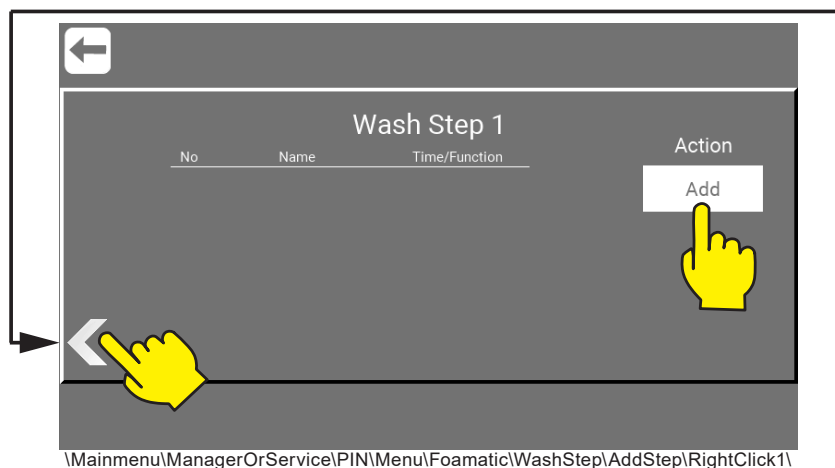 Wash Step 1
No Name Time/Function
Action
Add
\Mainmenu\ManagerOrService\PIN\Menu\Foamatic\WashStep\AddStep\RightClick1\